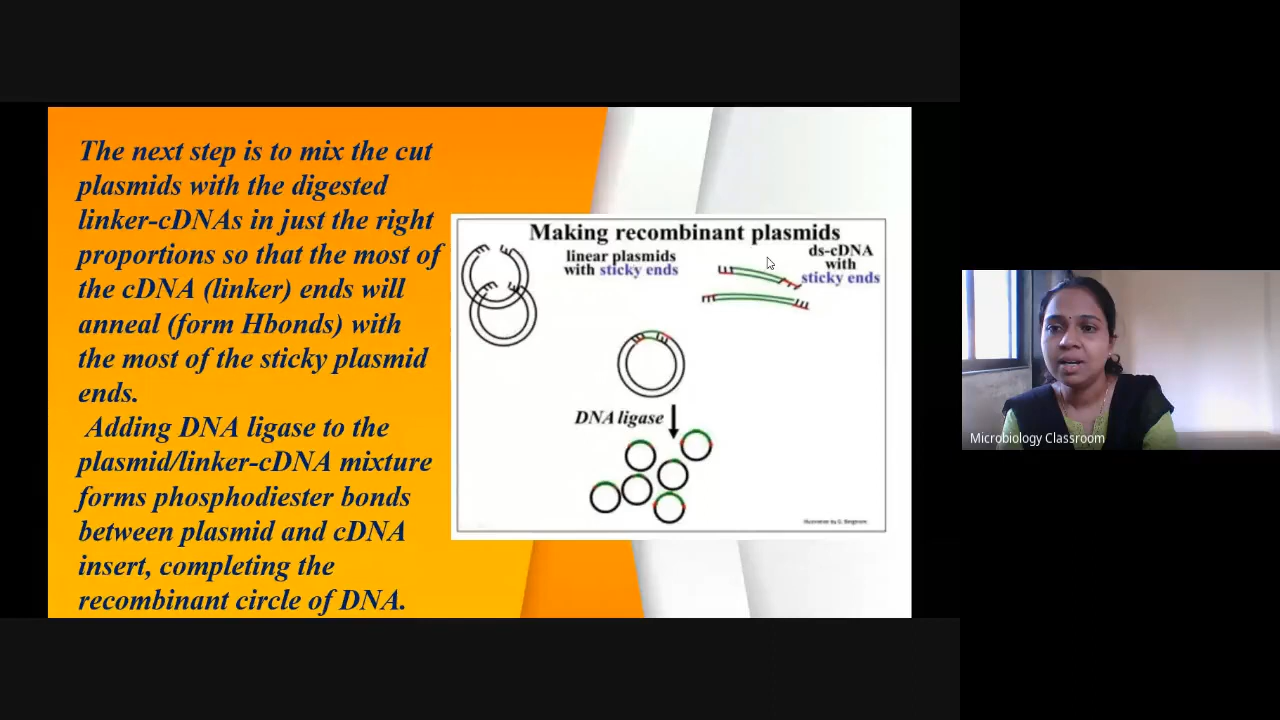 The next step is to mix the cut
plasmids with the digested
linker-cDNAs in just the right
proportions so that the most of
the cDNA (linker) ends will
anneal (form Hbonds) with
the most of the sticky plasmid
ends.
Adding DNA ligase to the
plasmid/linker-cDNA mixture
forms phosphodiester bonds
between plasmid and cDNA
insert, completing the
recombinant circle of DNA.
Making recombinant plasmids
linear plasmids
with sticky ends
ds-cDNA
with
sticky ends
DNA ligase
Illustration by G. Bergtrom
Microbiology Classroom